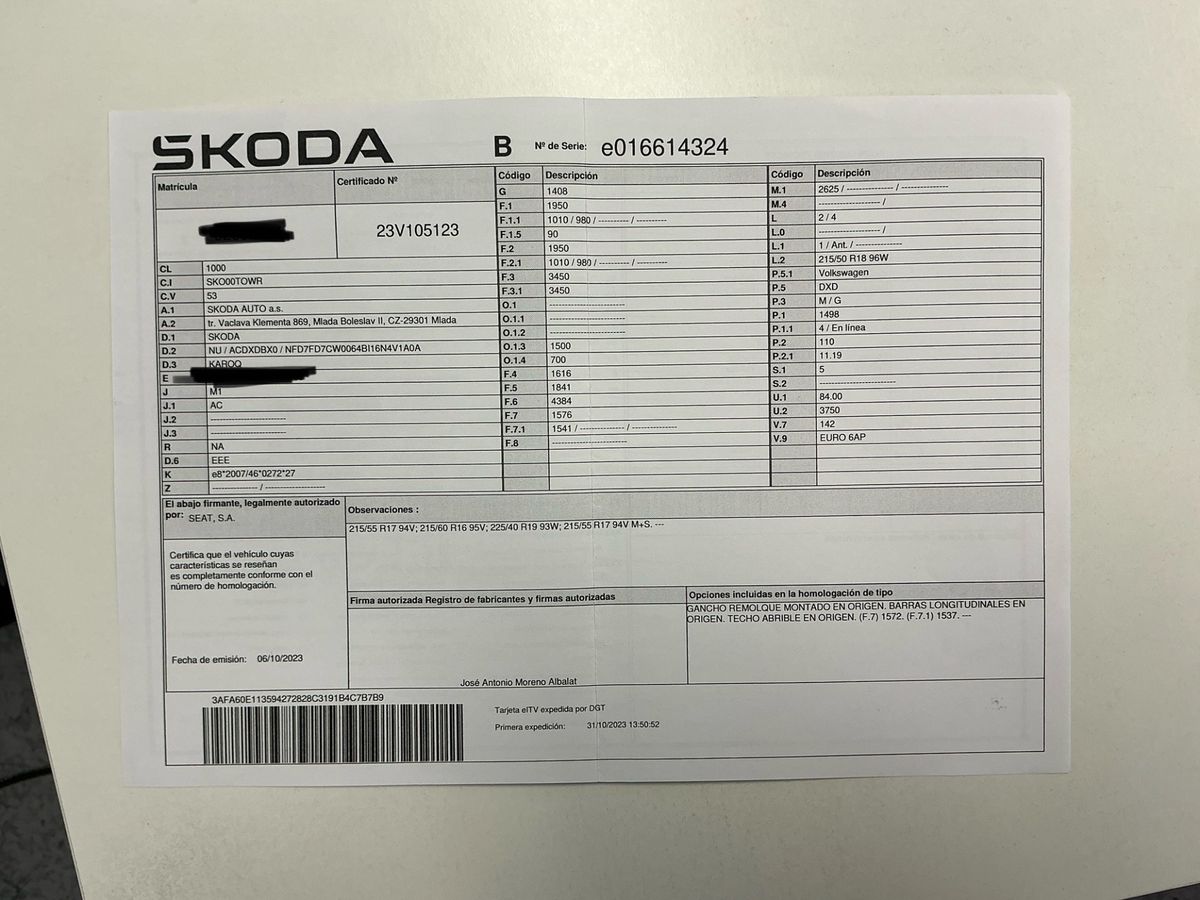 SKODA
B Nº de Serie: e016614324
Matrícula
Certificado Nº
23V105123
CL 1000
C.I SKO00TOWR
C.V 53
A.1 SKODA AUTO a.s.
A.2 tr. Vaclava Klementa 869, Mlada Boleslav II, CZ-29301 Mlada
D.1 SKODA
D.2 NU / ACDXDBX0 / NFD7FD7CW0064BI16N4V1A0A
D.3 KAROQ
E
J M1
J.1 AC
J.2 ------------------------
J.3 ------------------------
R NA
D.6 EEE
K e8*2007/46*0272*27
Z --------------- / --------------------
Código Descripción
G 1408
F.1 1950
F.1.1 1010 / 980 / ---------- / ----------
F.1.5 90
F.2 1950
F.2.1 1010 / 980 / ---------- / ----------
F.3 3450
F.3.1 3450
O.1 ------------------------
O.1.1 ------------------------
O.1.2 ------------------------
O.1.3 1500
O.1.4 700
F.4 1616
F.5 1841
F.6 4384
F.7 1576
F.7.1 1541 / --------------- / ---------------
F.8 ------------------------
Código Descripción
M.1 2625 / --------------- / ---------------
M.4 -------------------- /
L 2 / 4
L.0 -------------------- /
L.1 1 / Ant. / ---------------
L.2 215/50 R18 96W
P.5.1 Volkswagen
P.5 DXD
P.3 M / G
P.1 1498
P.1.1 4 / En línea
P.2 110
P.2.1 11.19
S.1 5
S.2 ------------------------
U.1 84.00
U.2 3750
V.7 142
V.9 EURO 6AP
El abajo firmante, legalmente autorizado
por: SEAT, S.A.
Certifica que el vehículo cuyas
características se reseñan
es completamente conforme con el
número de homologación.
Fecha de emisión: 06/10/2023
Observaciones :
215/55 R17 94V; 215/60 R16 95V; 225/40 R19 93W; 215/55 R17 94V M+S. ---
Firma autorizada Registro de fabricantes y firmas autorizadas
José Antonio Moreno Albalat
Opciones incluidas en la homologación de tipo
GANCHO REMOLQUE MONTADO EN ORIGEN. BARRAS LONGITUDINALES EN
ORIGEN. TECHO ABRIBLE EN ORIGEN. (F.7) 1572. (F.7.1) 1537. ---
3AFA60E113594272828C3191B4C7B7B9
Tarjeta eITV expedida por DGT
Primera expedición: 31/10/2023 13:50:52